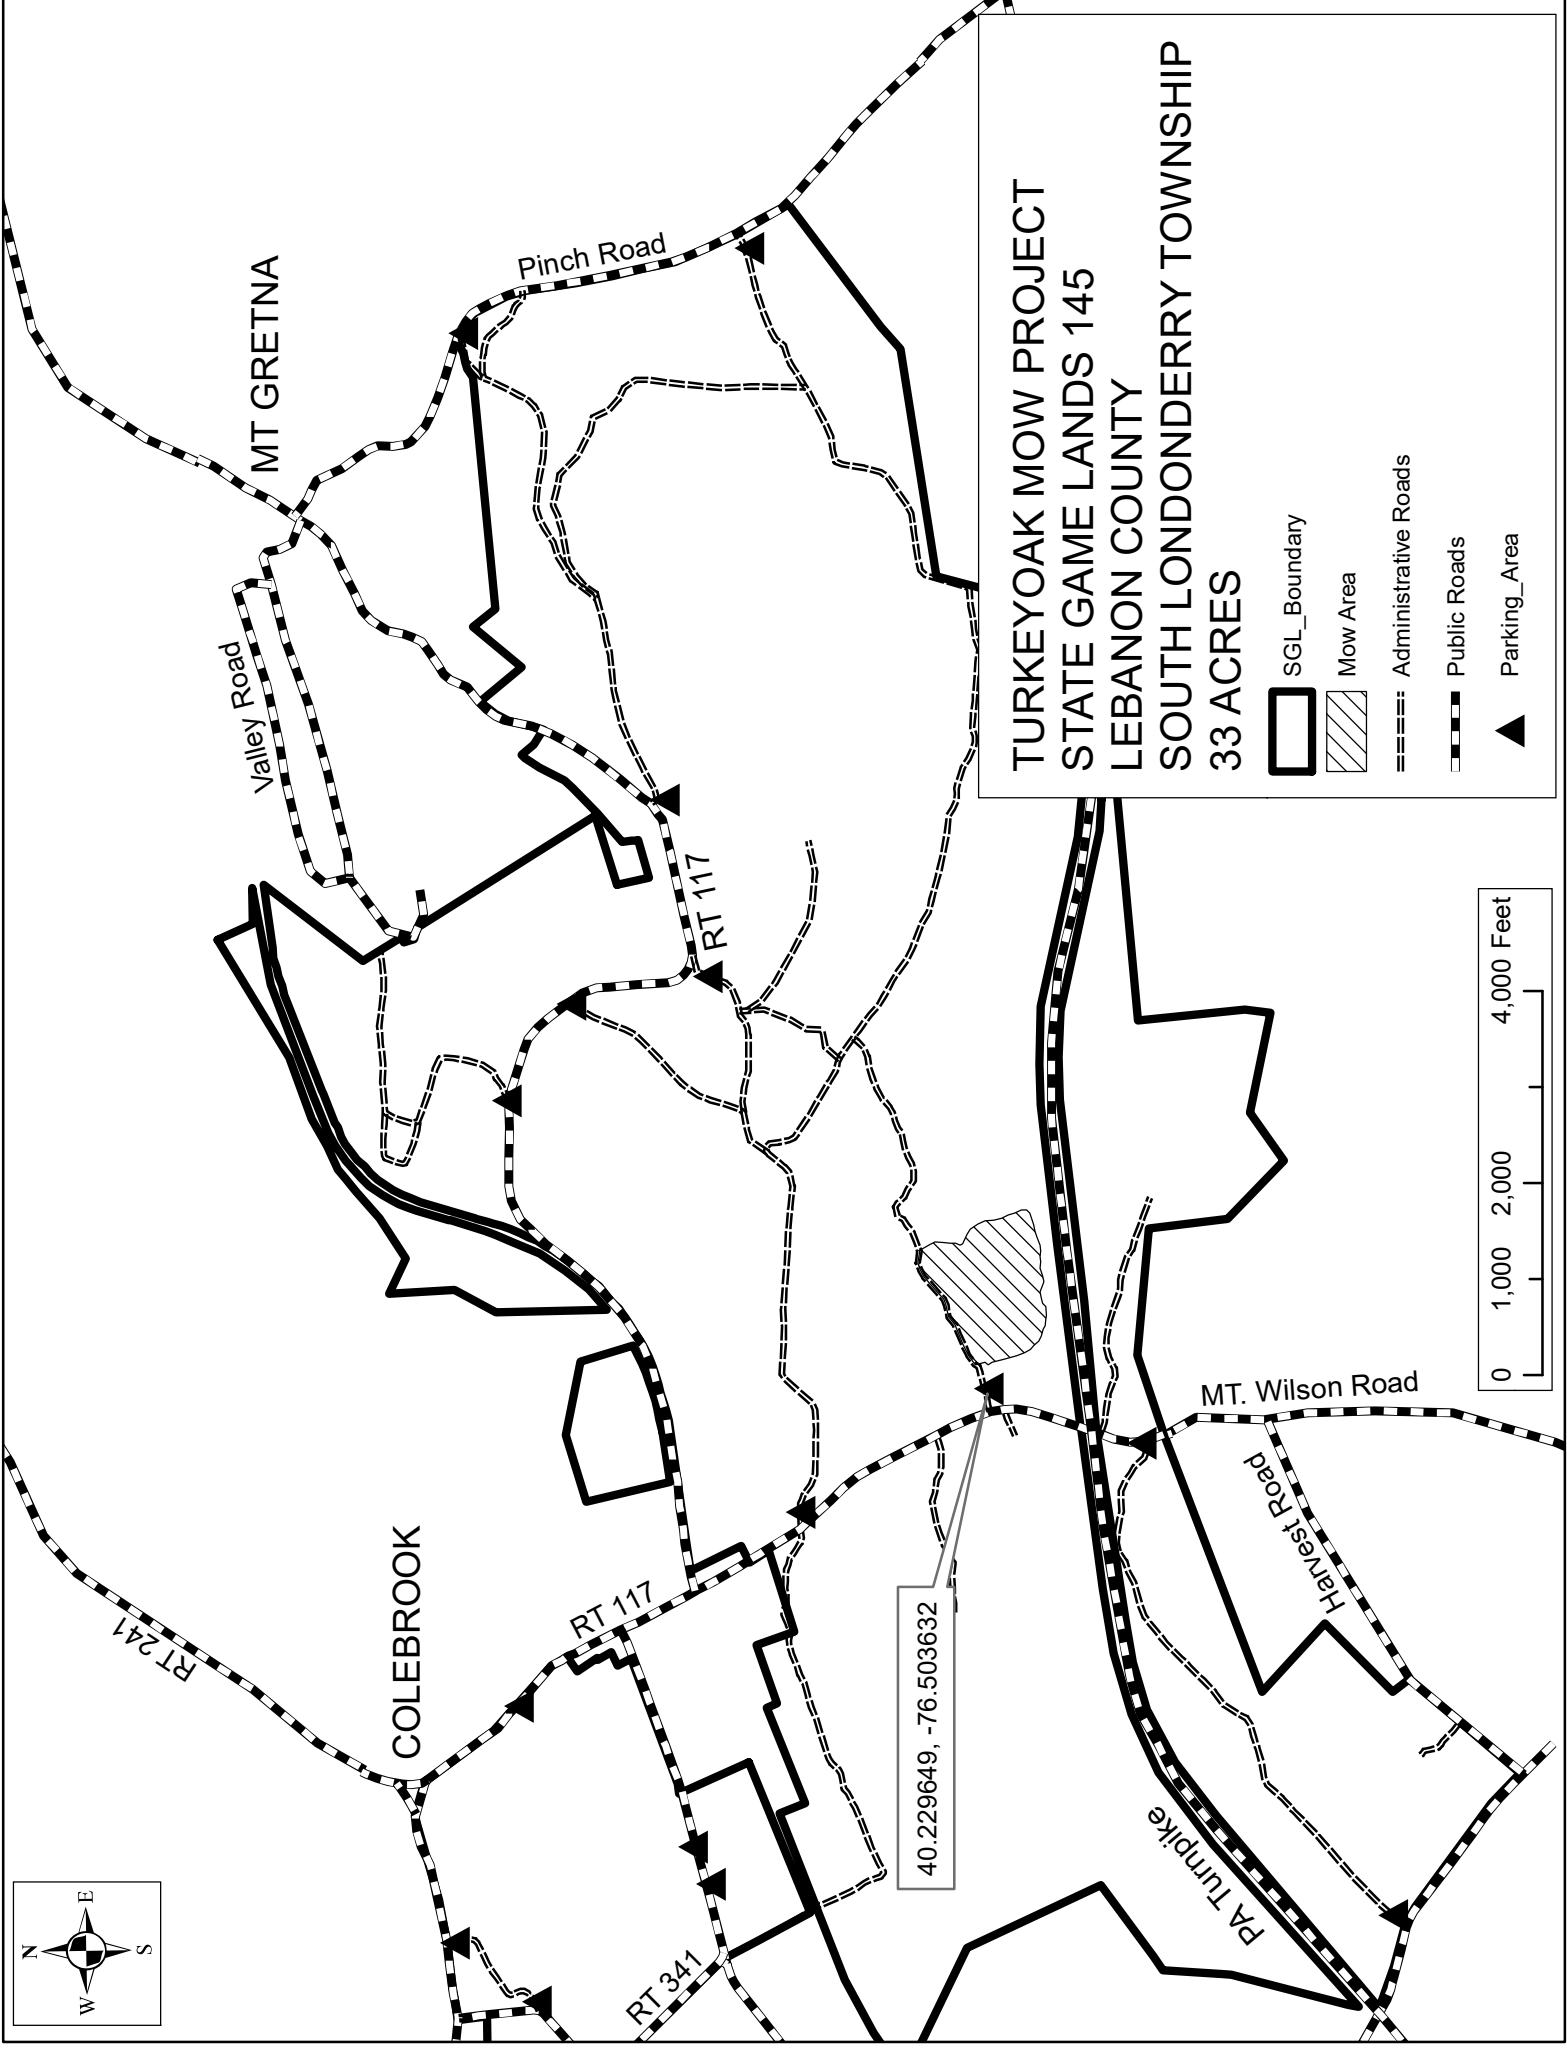 N
W
E
S
RT 241
COLEBROOK
MT GRETNA
Valley Road
Pinch Road
RT 117
RT 117
RT 341
40.229649, -76.503632
PA Turnpike
MT. Wilson Road
Harvest Road
TURKEYOAK MOW PROJECT
STATE GAME LANDS 145
LEBANON COUNTY
SOUTH LONDONDERRY TOWNSHIP
33 ACRES
SGL_Boundary
Mow Area
Administrative Roads
Public Roads
Parking_Area
0 1,000 2,000 4,000 Feet